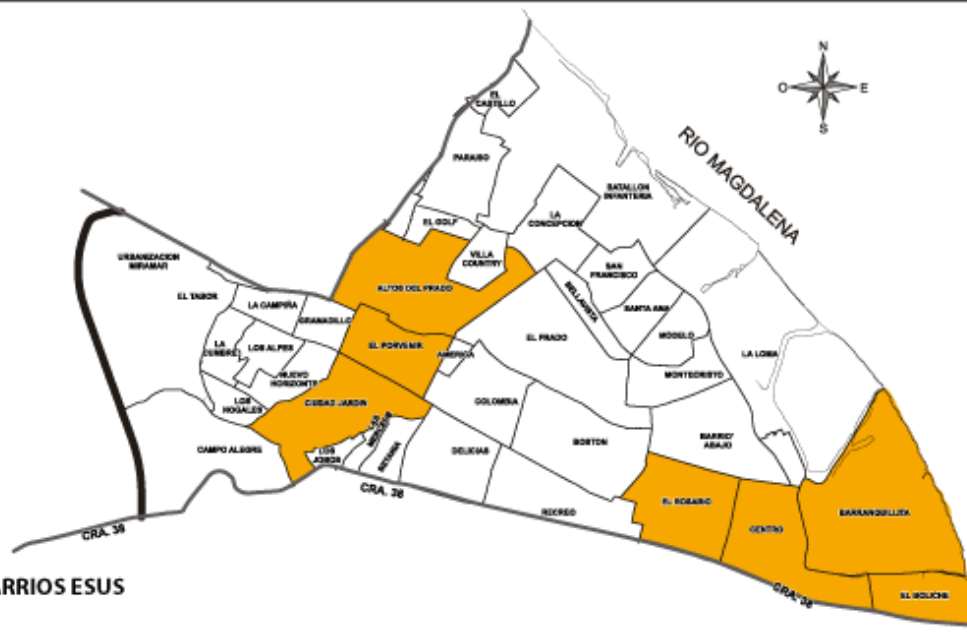 N
O E
S
EL
CASTILLO
RIO MAGDALENA
PARAISO
BATALLON
INFANTERIA
LA
CONCEPCION
EL GOLF
VILLA
COUNTRY
URBANIZACION
MIRAMAR
SAN
FRANCISCO
ALTOS DEL PRADO
BELLAVISTA
EL TABOR
LA CAMPIÑA
SANTA ANA
GRANADILLO
MODELO
EL PRADO
LA
CUMBRE
LOS ALPES
EL PORVENIR
AMERICA
LA LOMA
NUEVO
HORIZONTE
MONTECRISTO
LOS
NOGALES
CIUDAD JARDIN
COLOMBIA
LAS
MERCEDES
BARRIO
ABAJO
BOSTON
CAMPO ALEGRE
LOS
JOBOS
BETANIA
DELICIAS
CRA. 38
EL ROSARIO
RECREO
CENTRO
BARRANQUILLITA
CRA. 38
ARRIOS ESUS
CRA. 38
EL BOLICHE